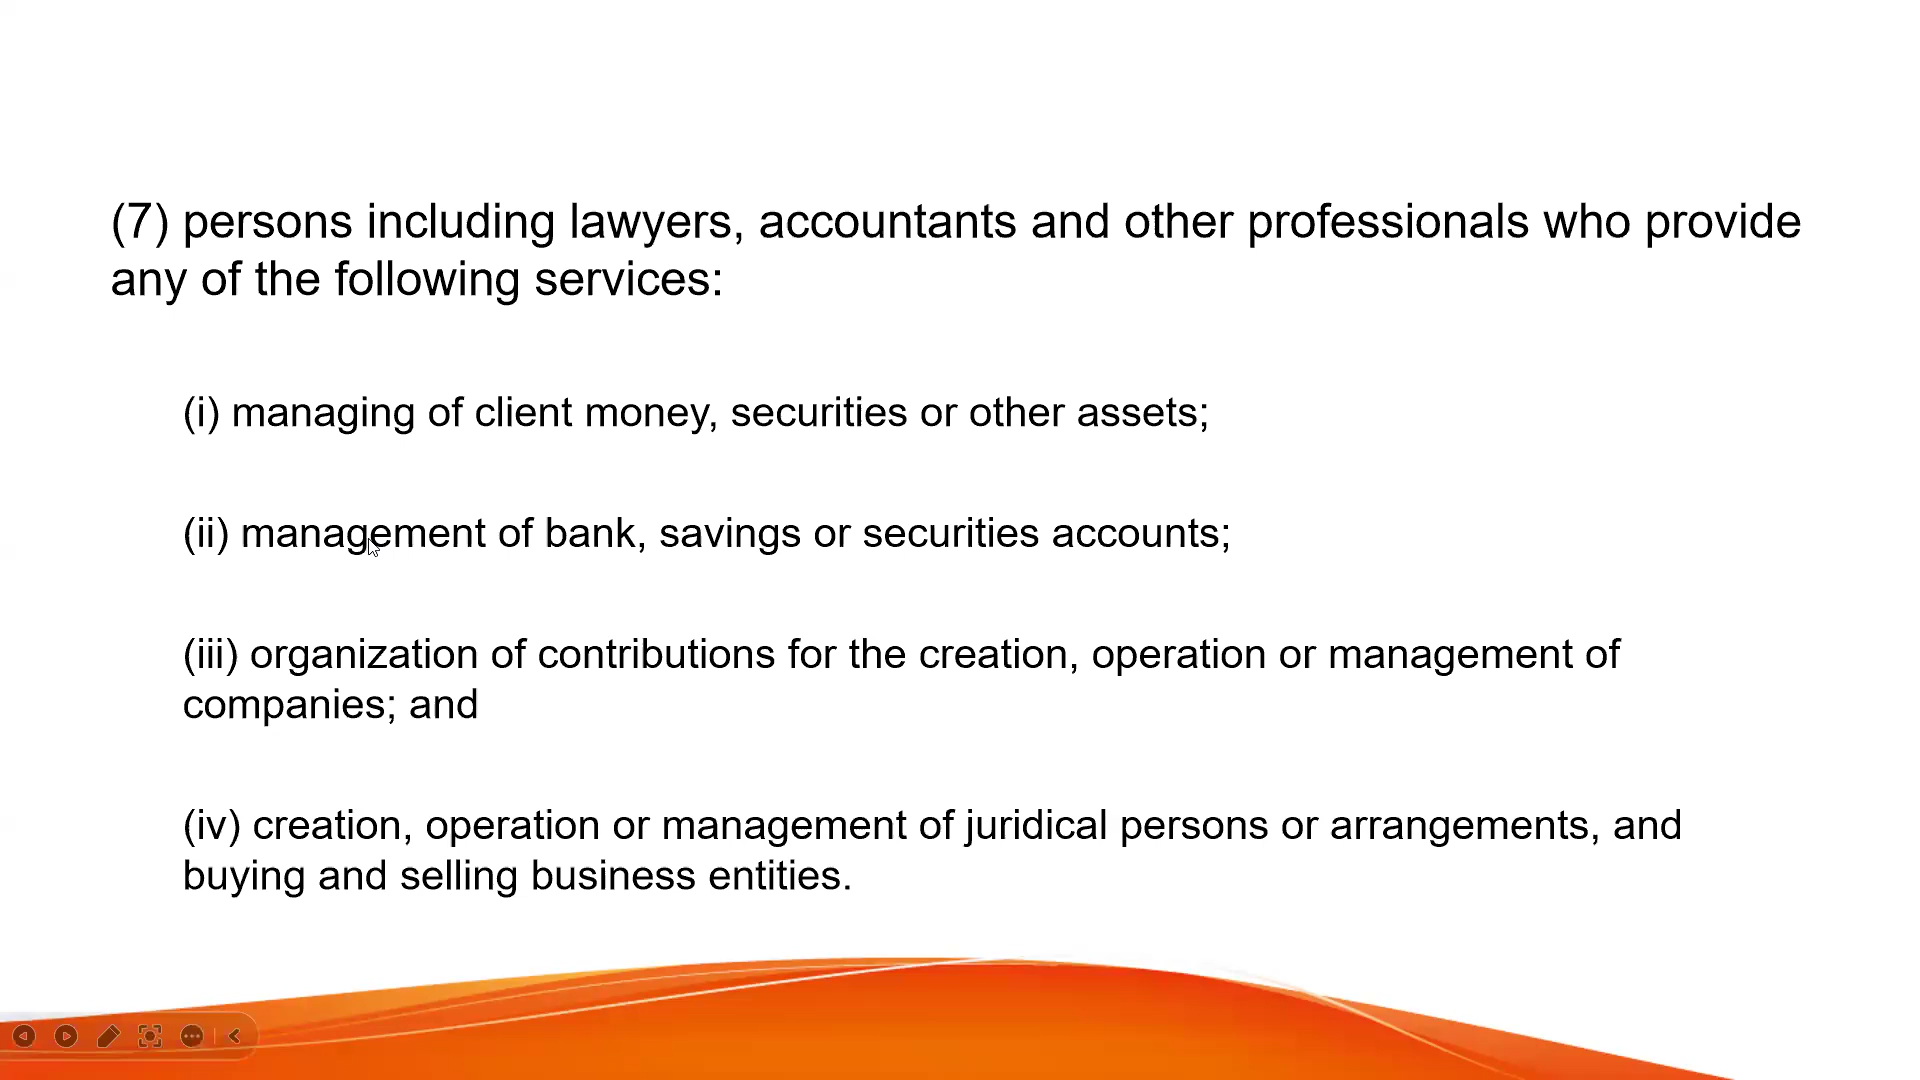 (7) persons including lawyers, accountants and other professionals who provide
any of the following services:
(i) managing of client money, securities or other assets;
(ii) management of bank, savings or securities accounts;
(iii) organization of contributions for the creation, operation or management of
companies; and
(iv) creation, operation or management of juridical persons or arrangements, and
buying and selling business entities.